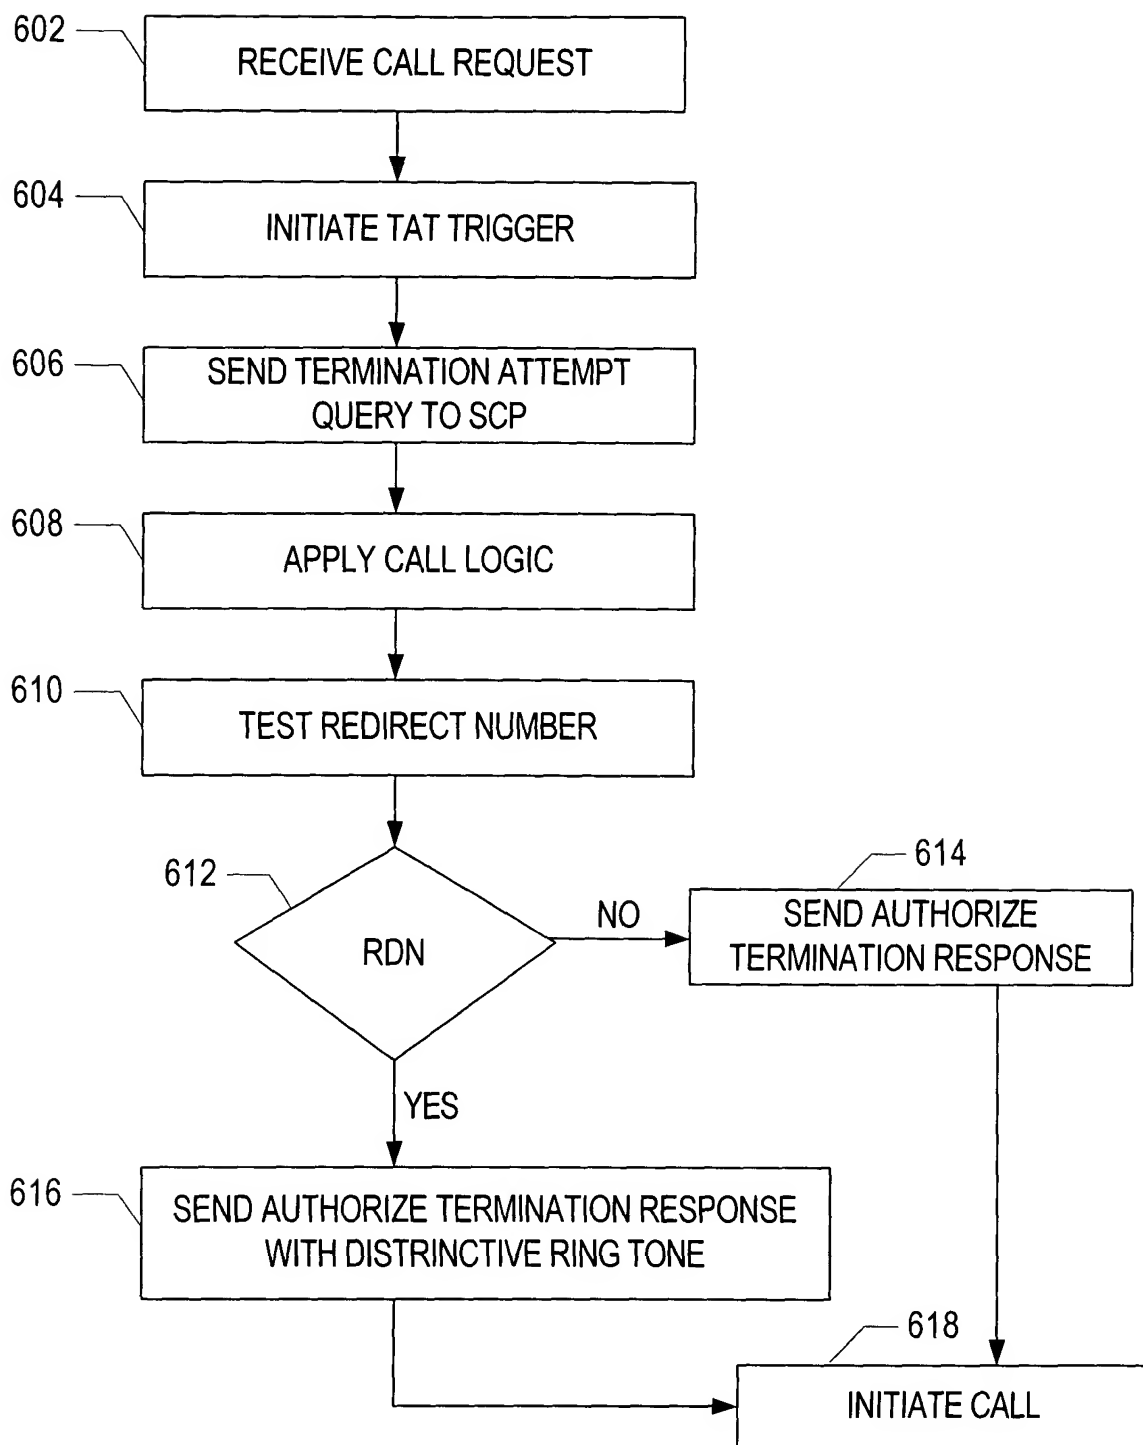 602
RECEIVE CALL REQUEST
604
INITIATE TAT TRIGGER
606
SEND TERMINATION ATTEMPT
QUERY TO SCP
608
APPLY CALL LOGIC
610
TEST REDIRECT NUMBER
612
RDN
NO
614
SEND AUTHORIZE
TERMINATION RESPONSE
YES
616
SEND AUTHORIZE TERMINATION RESPONSE
WITH DISTRINCTIVE RING TONE
618
INITIATE CALL